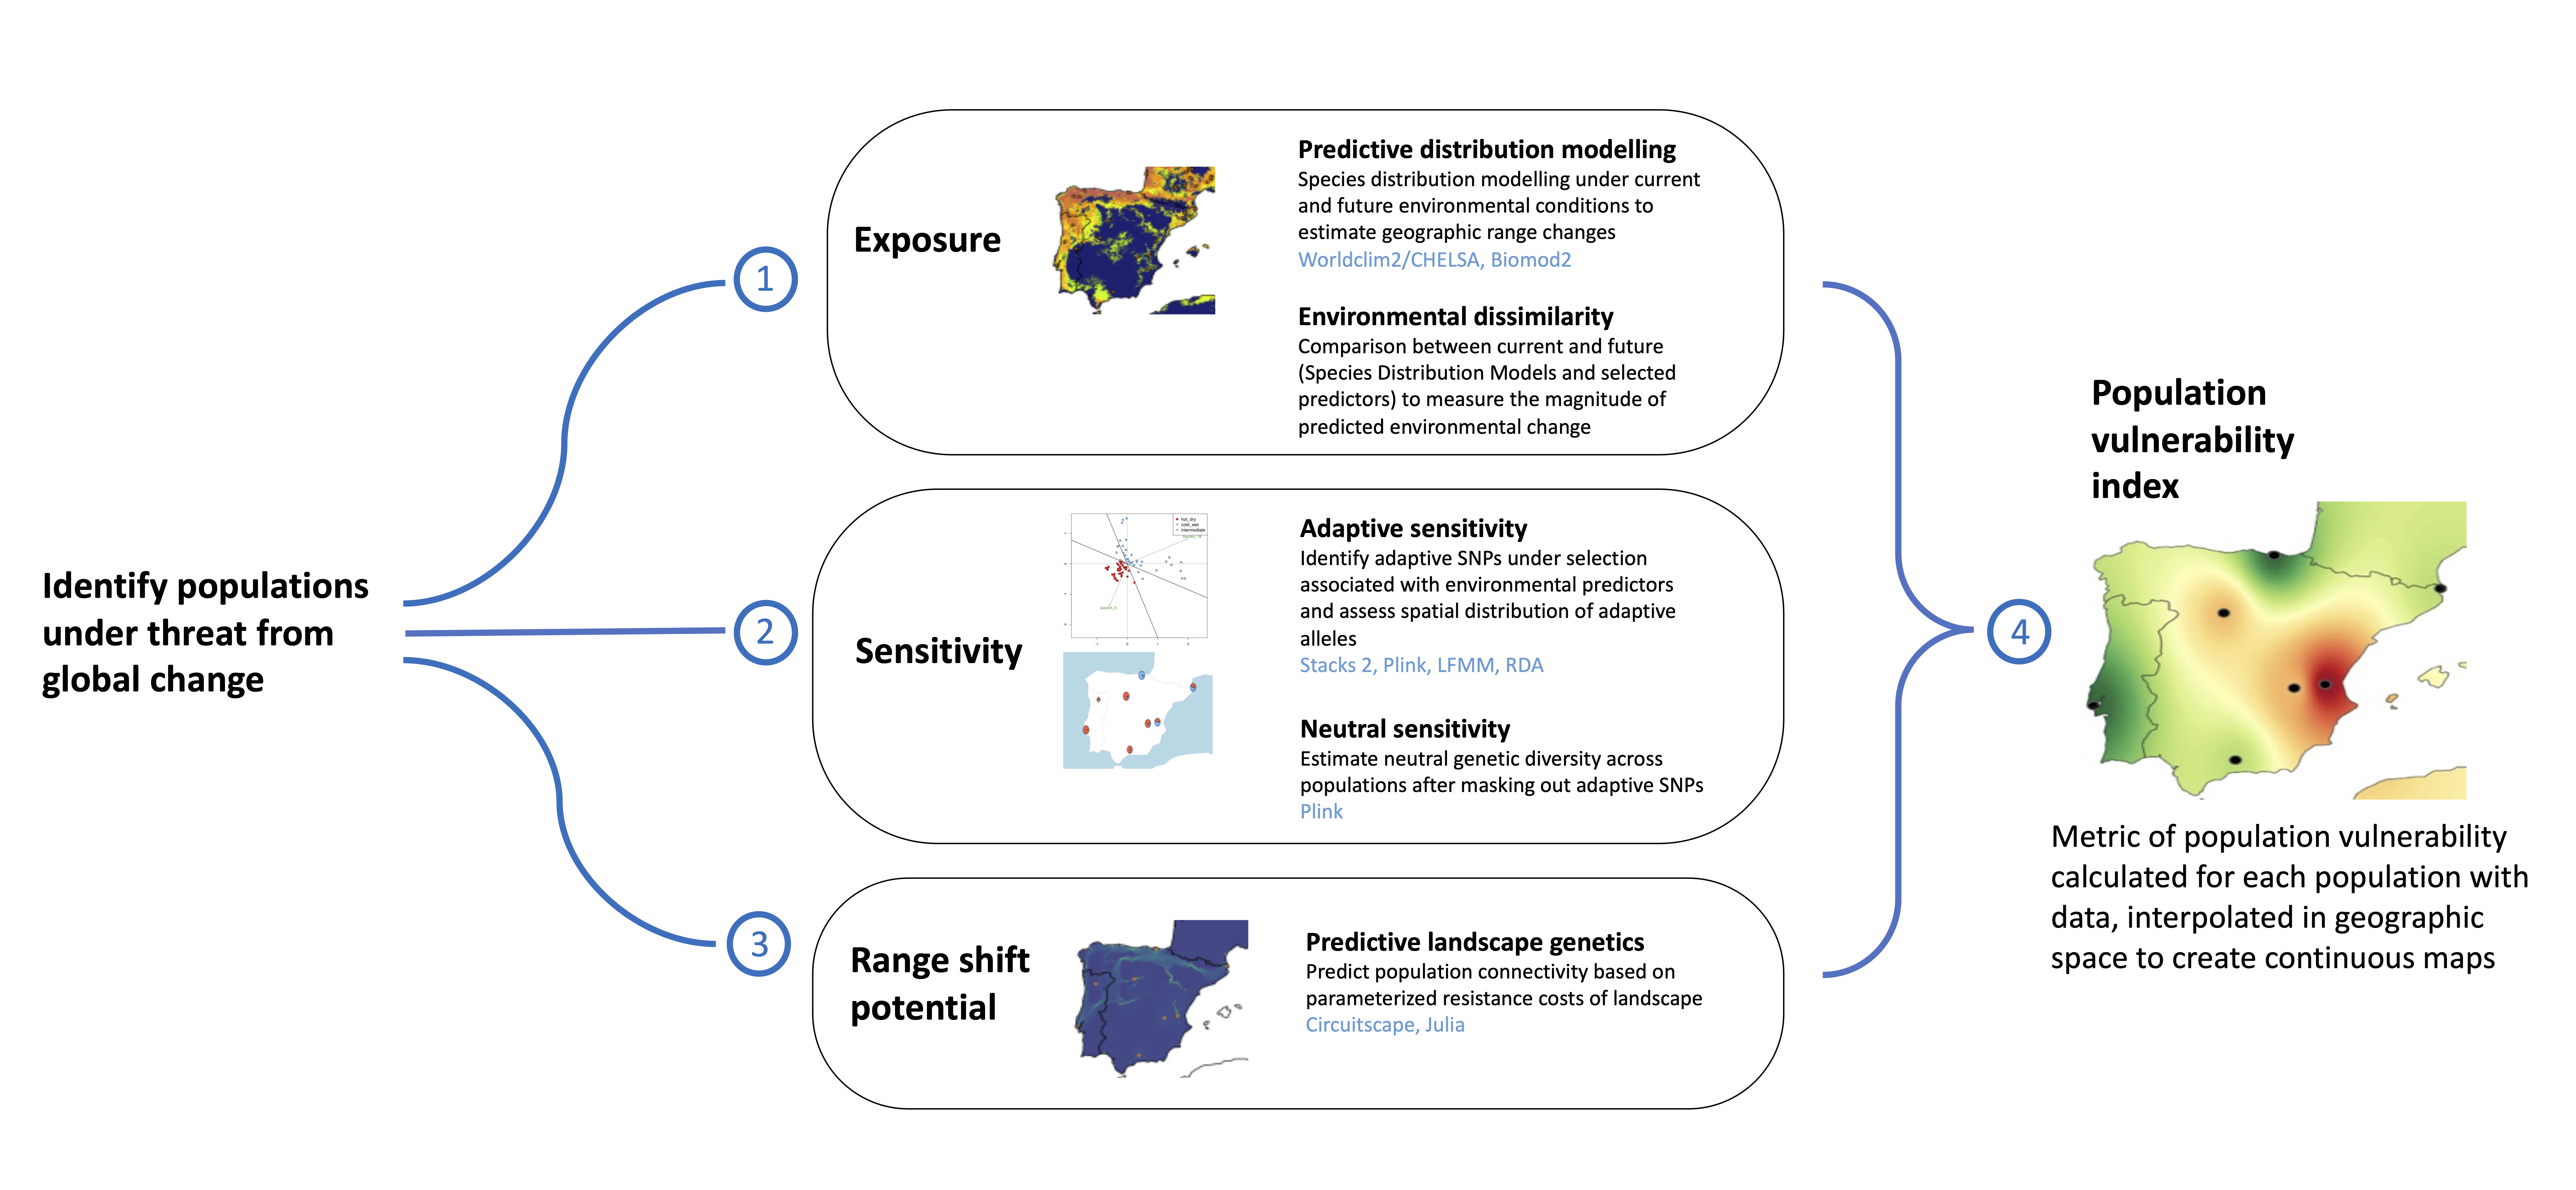 Identify populations
under threat from
global change
1
Exposure
Predictive distribution modelling
Species distribution modelling under current
and future environmental conditions to
estimate geographic range changes
Worldclim2/CHELSA, Biomod2
Environmental dissimilarity
Comparison between current and future
(Species Distribution Models and selected
predictors) to measure the magnitude of
predicted environmental change
2
Sensitivity
hot_dry
cold_wet
intermediate
Adaptive sensitivity
Identify adaptive SNPs under selection
associated with environmental predictors
and assess spatial distribution of adaptive
alleles
Stacks 2, Plink, LFMM, RDA
Neutral sensitivity
Estimate neutral genetic diversity across
populations after masking out adaptive SNPs
Plink
3
Range shift
potential
Predictive landscape genetics
Predict population connectivity based on
parameterized resistance costs of landscape
Circuitscape, Julia
4
Population
vulnerability
index
Metric of population vulnerability
calculated for each population with
data, interpolated in geographic
space to create continuous maps